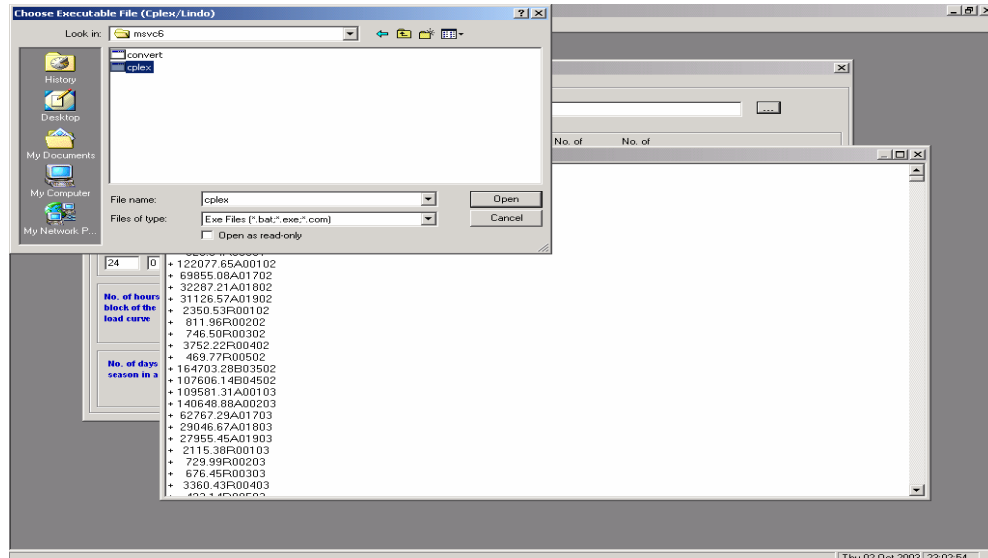 Choose Executable File (Cplex/Lindo)
Look in: msvc6
convert
cplex
History
Desktop
My Documents
My Computer
My Network P...
File name: cplex
Open
Files of type: Exe Files (*.bat;*.exe;*.com)
Cancel
Open as read-only
...
No. of No. of
24 0
No. of hours
block of the
load curve
No. of days
season in a
+ 122077.65A00102
+ 69855.08A01702
+ 32287.21A01802
+ 31126.57A01902
+ 2350.53R00102
+ 811.96R00202
+ 746.50R00302
+ 3752.22R00402
+ 469.77R00502
+ 164703.28B03502
+ 107606.14B04502
+ 109581.31A00103
+ 140648.88A00203
+ 62767.29A01703
+ 29046.67A01803
+ 27955.45A01903
+ 2115.38R00103
+ 729.99R00203
+ 676.45R00303
+ 3360.43R00403
Thu 02 Oct 2003 23:02:54